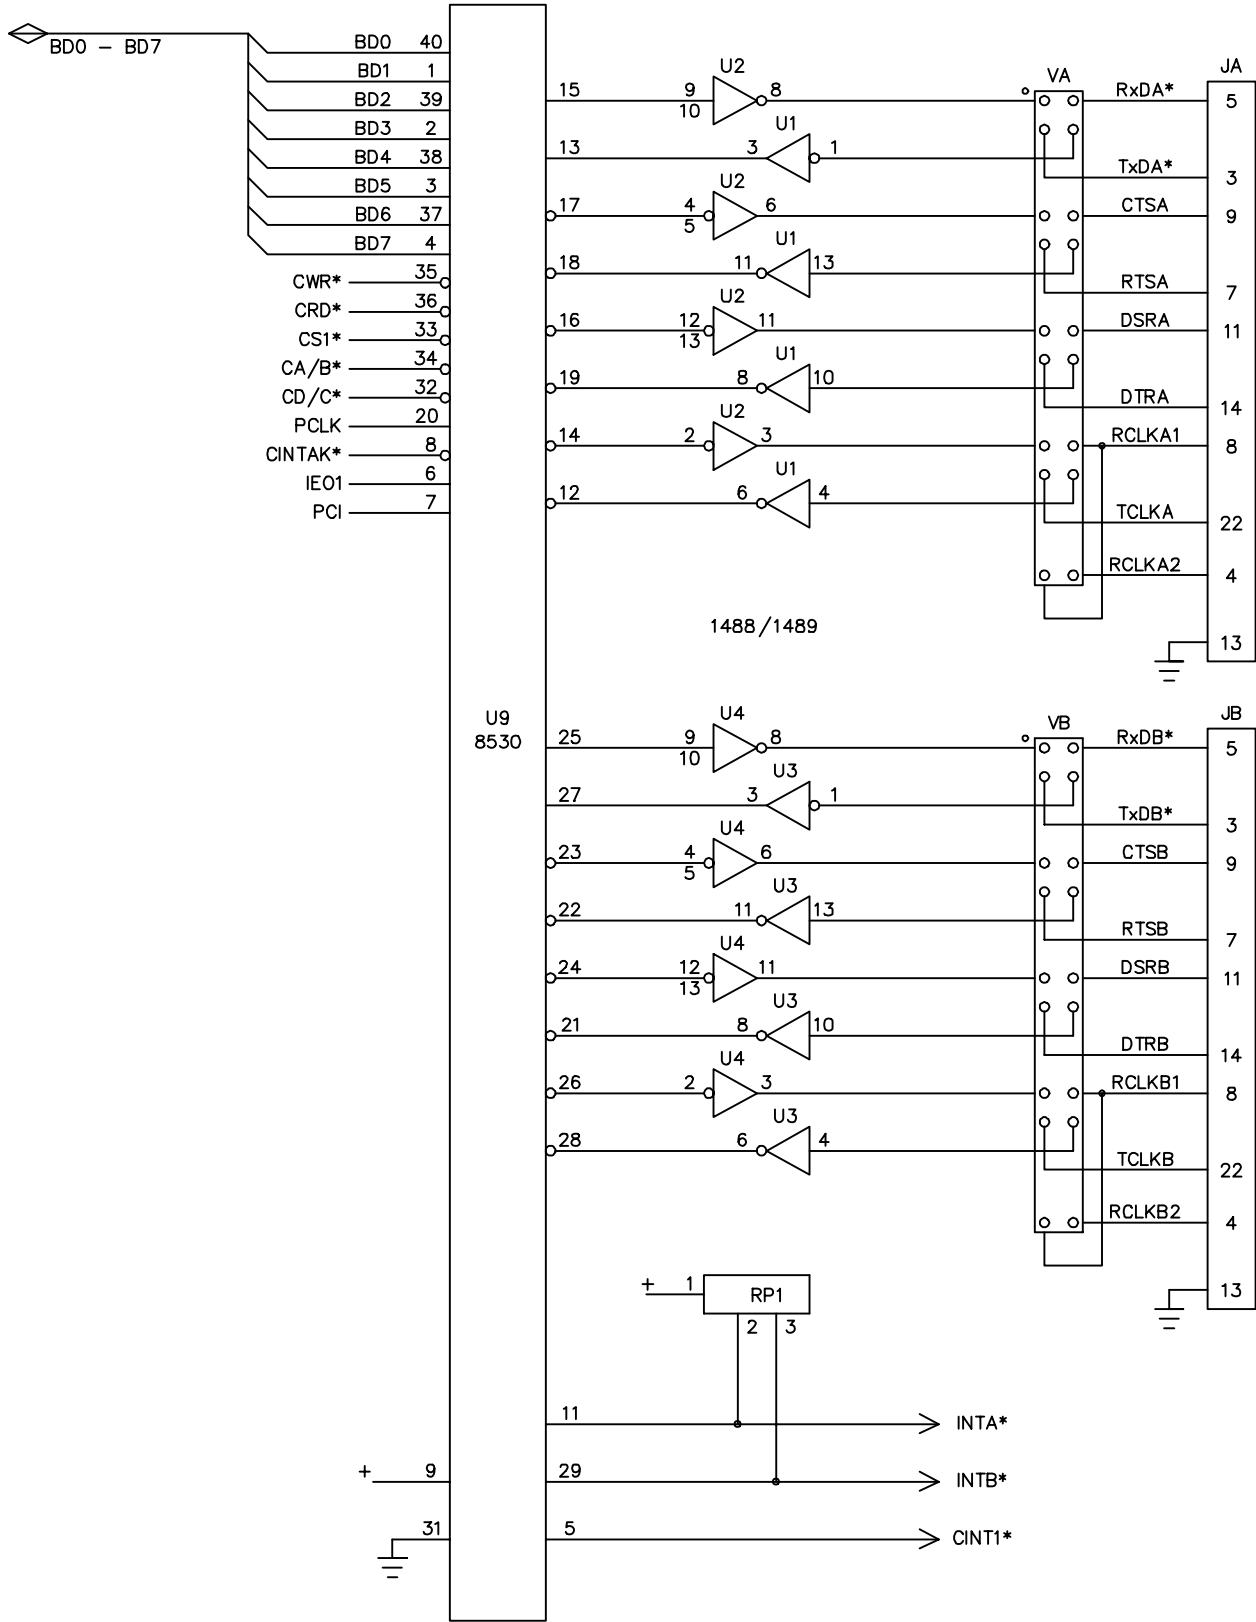 BD0 – BD7
BD0 40
BD1 1
BD2 39
BD3 2
BD4 38
BD5 3
BD6 37
BD7 4
CWR* 35
CRD* 36
CS1* 33
CA/B* 34
CD/C* 32
PCLK 20
CINTAK* 8
IEO1 6
PCI 7
U9
8530
+ 9
31
U2 VA JA
15 9 10 8 RxDA* 5
U1
13 3 1 TxDA* 3
U2
17 4 5 6 CTSA 9
U1
18 11 13 RTSA 7
U2
16 12 13 11 DSRA 11
U1
19 8 10 DTRA 14
U2
14 2 3 RCLKA1 8
U1
12 6 4 TCLKA 22
RCLKA2 4
1488/1489
13
U4 VB JB
25 9 10 8 RxDB* 5
U3
27 3 1 TxDB* 3
U4
23 4 5 6 CTSB 9
U3
22 11 13 RTSB 7
U4
24 12 13 11 DSRB 11
U3
21 8 10 DTRB 14
U4
26 2 3 RCLKB1 8
U3
28 6 4 TCLKB 22
RCLKB2 4
13
+ 1 RP1
2 3
11 INTA*
29 INTB*
5 CINT1*